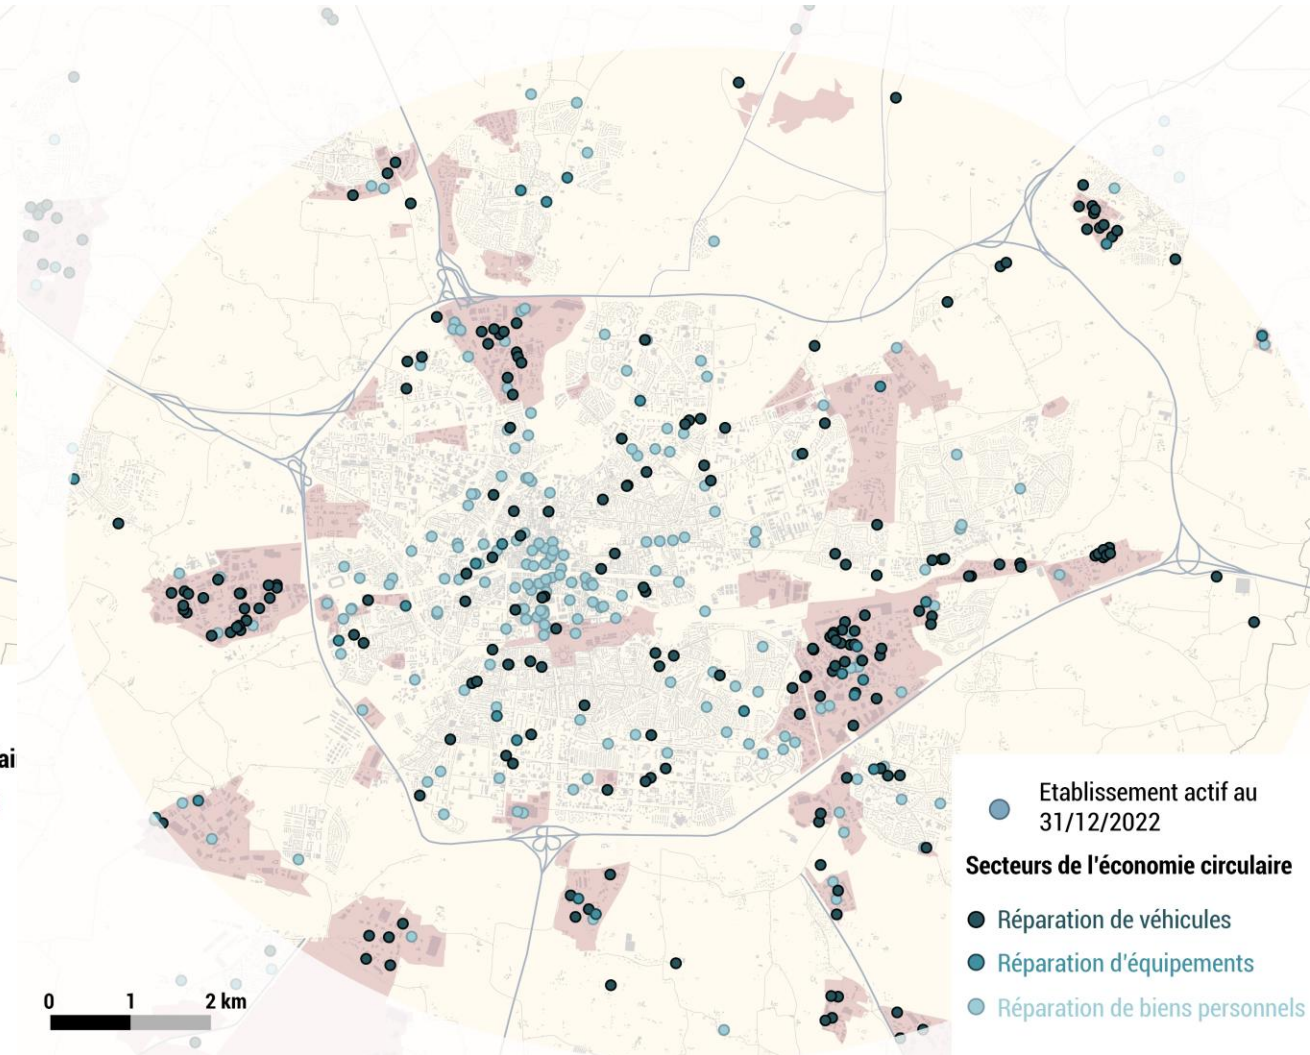 ai
Etablissement actif au
31/12/2022
Secteurs de l'économie circulaire
Réparation de véhicules
Réparation d'équipements
Réparation de biens personnels
0 1 2 km